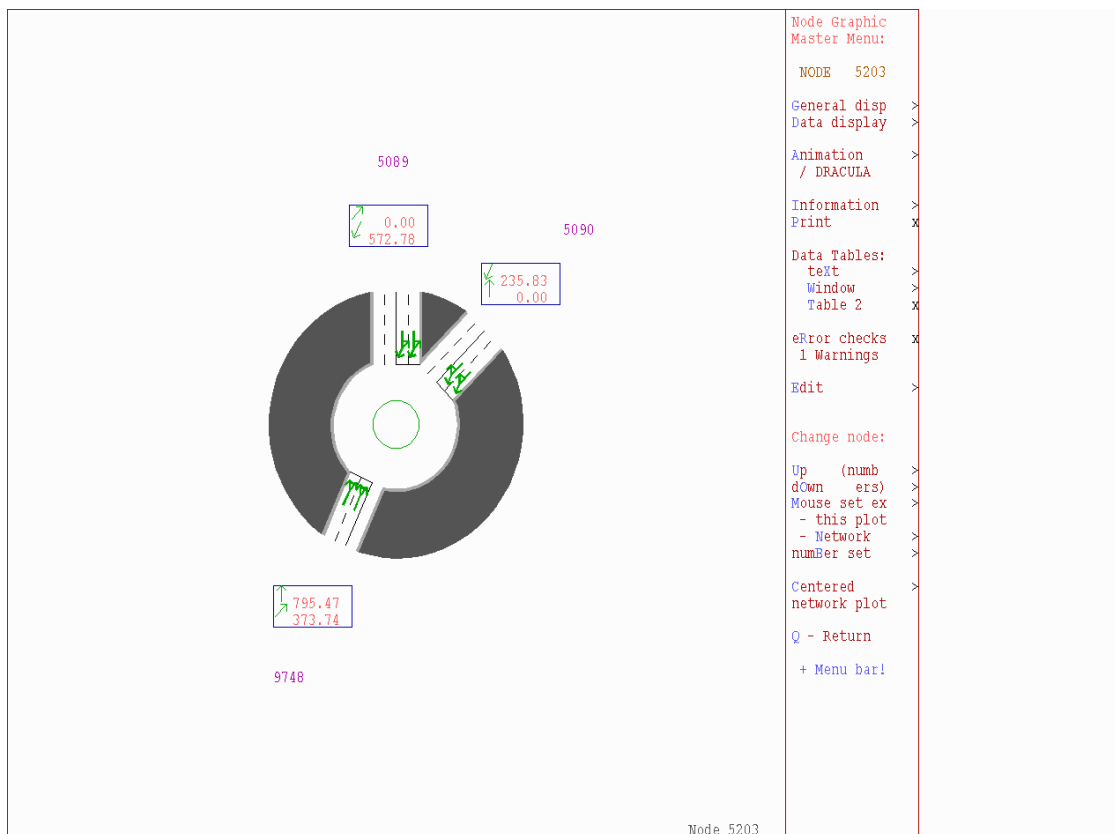 5089
0.00
572.78
5090
235.83
0.00
795.47
373.74
9748
Node 5203
Node Graphic
Master Menu:
NODE 5203
General disp >
Data display >
Animation >
/ DRACULA
Information >
Print x
Data Tables:
teXt >
Window >
Table 2 x
eRror checks x
1 Warnings
Edit >
Change node:
Up (numb >
dOwn ers) >
Mouse set ex >
- this plot
- Network >
numBer set >
Centered >
network plot
Q - Return
+ Menu bar!